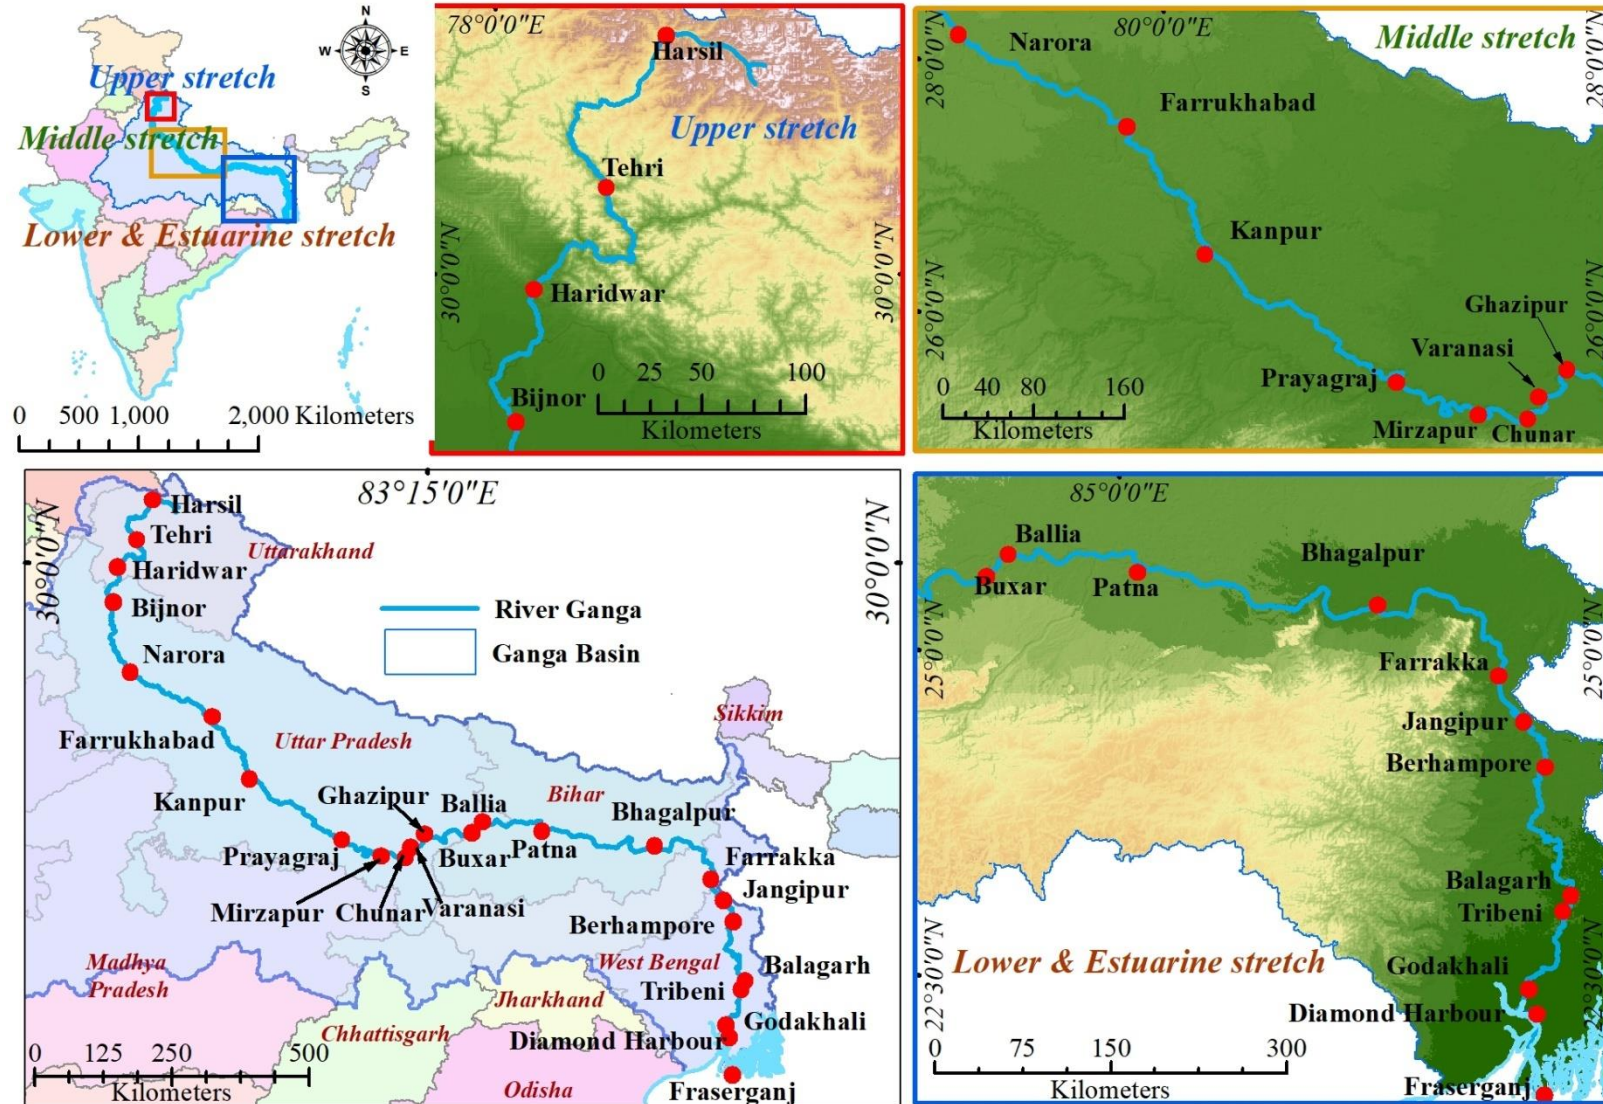 N
W
E
S
Upper stretch
Middle stretch
Lower & Estuarine stretch
0 500 1,000 2,000 Kilometers
78°0'0"E
Harsil
Upper stretch
Tehri
30°0'0"N
30°0'0"N
Haridwar
0 25 50 100
Bijnor
Kilometers
80°0'0"E
Narora
Middle stretch
28°0'0"N
28°0'0"N
Farrukhabad
Kanpur
26°0'0"N
26°0'0"N
Ghazipur
Varanasi
Prayagraj
0 40 80 160
Mirzapur
Chunar
Kilometers
83°15'0"E
Harsil
30°0'0"N
30°0'0"N
Tehri
Uttarakhand
Haridwar
Bijnor
River Ganga
Ganga Basin
Narora
Sikkim
Farrukhabad
Uttar Pradesh
Kanpur
Ghazipur
Ballia
Bihar
Bhagalpur
Prayagraj
Buxar
Patna
Farrakka
Jangipur
Mirzapur
Chunar
Varanasi
Berhampore
Madhya
Pradesh
West Bengal
Balagarh
Tribeni
Jharkhand
Godakhali
Chhattisgarh
Diamond Harbour
0 125 250 500
Kilometers
Odisha
Fraserganj
85°0'0"E
Ballia
Bhagalpur
Buxar
Patna
25°0'0"N
25°0'0"N
Farrakka
Jangipur
Berhampore
Balagarh
Tribeni
22°30'0"N
22°30'0"N
Lower & Estuarine stretch
Godakhali
Diamond Harbour
0 75 150 300
Kilometers
Fraserganj